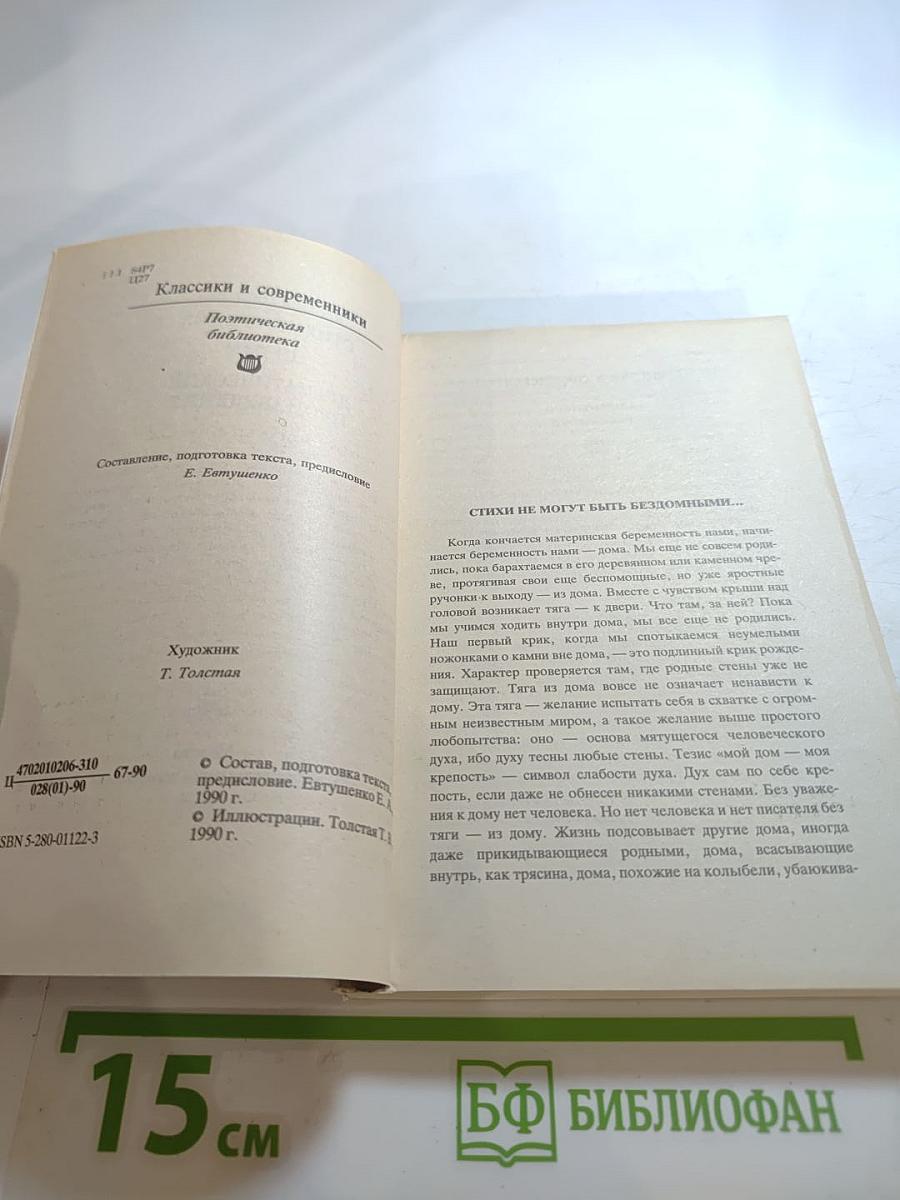 84Р7
Ц27
Классики и современники
Поэтическая
библиотека
Составление, подготовка текста, предисловие
Е. Евтушенко
Художник
Т. Толстая
Ц 4702010206-310
028(01)-90
67-90
ISBN 5-280-01122-3
© Состав, подготовка текста,
предисловие. Евтушенко Е. А.
1990 г.
© Иллюстрации. Толстая Т.
1990 г.
СТИХИ НЕ МОГУТ БЫТЬ БЕЗДОМНЫМИ...
Когда кончается материнская беременность нами, начи-
нается беременность нами — дома. Мы еще не совсем роди-
лись, пока барахтаемся в его деревянном или каменном чре-
ве, протягивая свои еще беспомощные, но уже яростные
ручонки к выходу — из дома. Вместе с чувством крыши над
головой возникает тяга — к двери. Что там, за ней? Пока
мы учимся ходить внутри дома, мы все еще не родились.
Наш первый крик, когда мы спотыкаемся неумелыми
ножонками о камни вне дома, — это подлинный крик рожде-
ния. Характер проверяется там, где родные стены уже не
защищают. Тяга из дома вовсе не означает ненависти к
дому. Эта тяга — желание испытать себя в схватке с огром-
ным неизвестным миром, а такое желание выше простого
любопытства: оно — основа мятущегося человеческого
духа, ибо духу тесны любые стены. Тезис «мой дом — моя
крепость» — символ слабости духа. Дух сам по себе кре-
пость, если даже не обнесен никакими стенами. Без уваже-
ния к дому нет человека. Но нет человека и нет писателя без
тяги — из дому. Жизнь подсовывает другие дома, иногда
даже прикидывающиеся родными, дома, всасывающие
внутрь, как трясина, дома, похожие на колыбели, убаюкива-
15 см
БФ БИБЛИОФАН